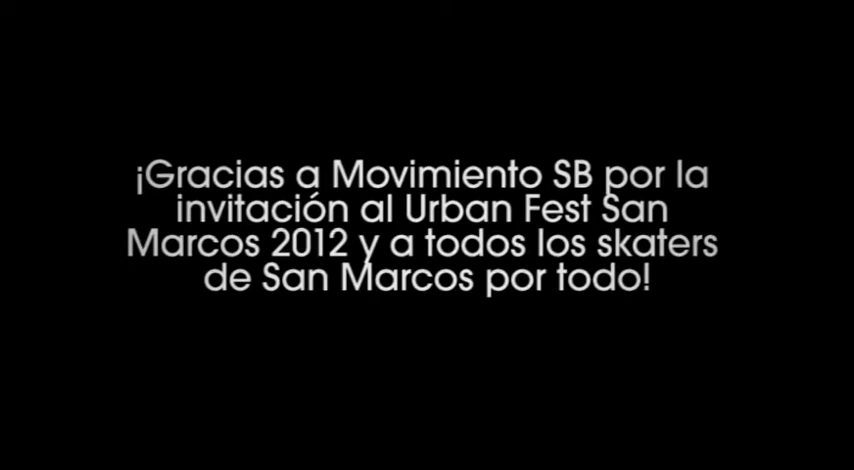 ¡Gracias a Movimiento SB por la
invitación al Urban Fest San
Marcos 2012 y a todos los skaters
de San Marcos por todo!